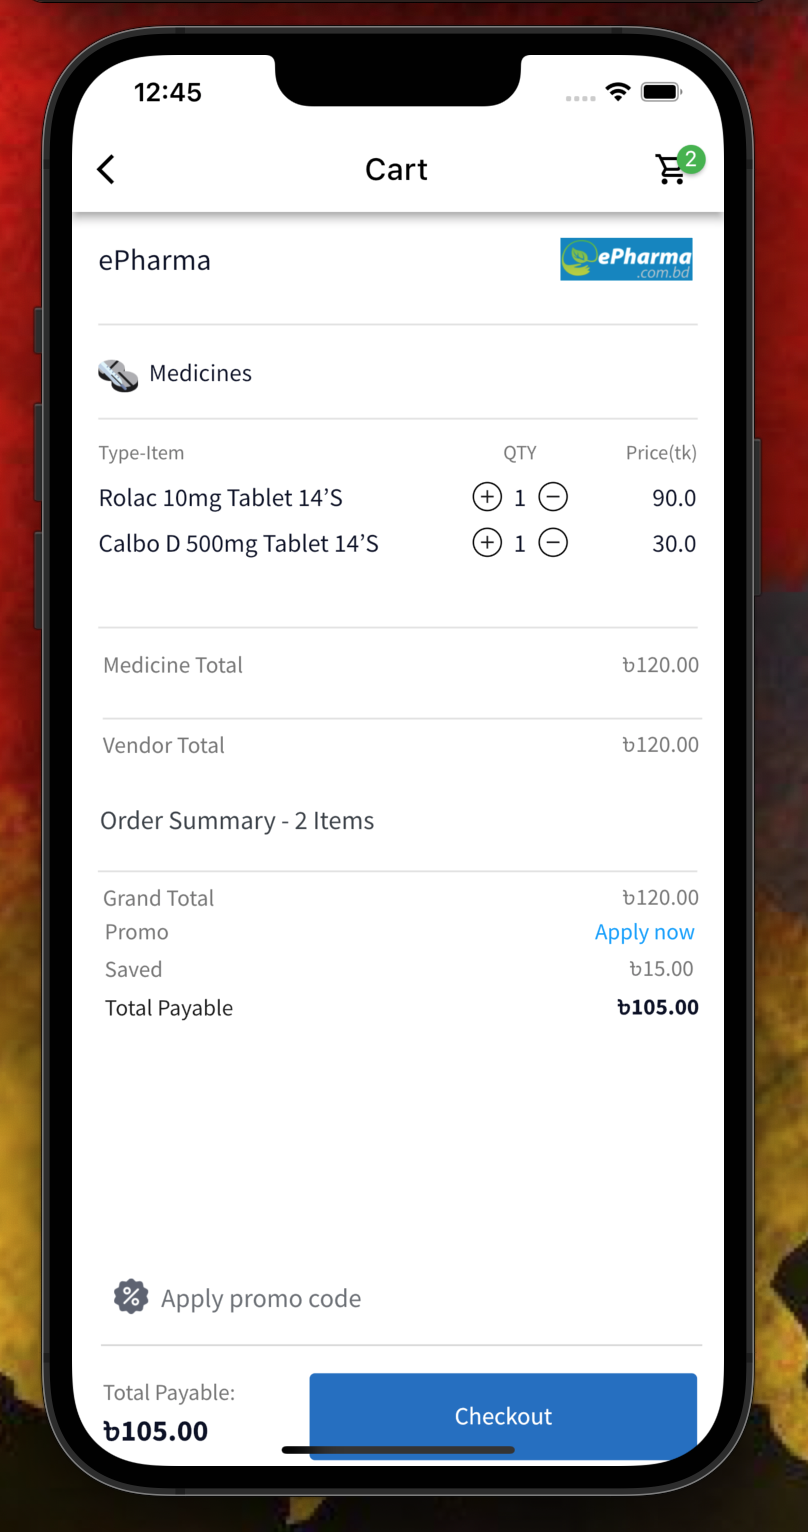 12:45
Cart
2
ePharma
ePharma
.com.bd
Medicines
Type-Item QTY Price(tk)
Rolac 10mg Tablet 14’S + 1 − 90.0
Calbo D 500mg Tablet 14’S + 1 − 30.0
Medicine Total ৳120.00
Vendor Total ৳120.00
Order Summary - 2 Items
Grand Total ৳120.00
Promo Apply now
Saved ৳15.00
Total Payable ৳105.00
% Apply promo code
Total Payable:
৳105.00
Checkout